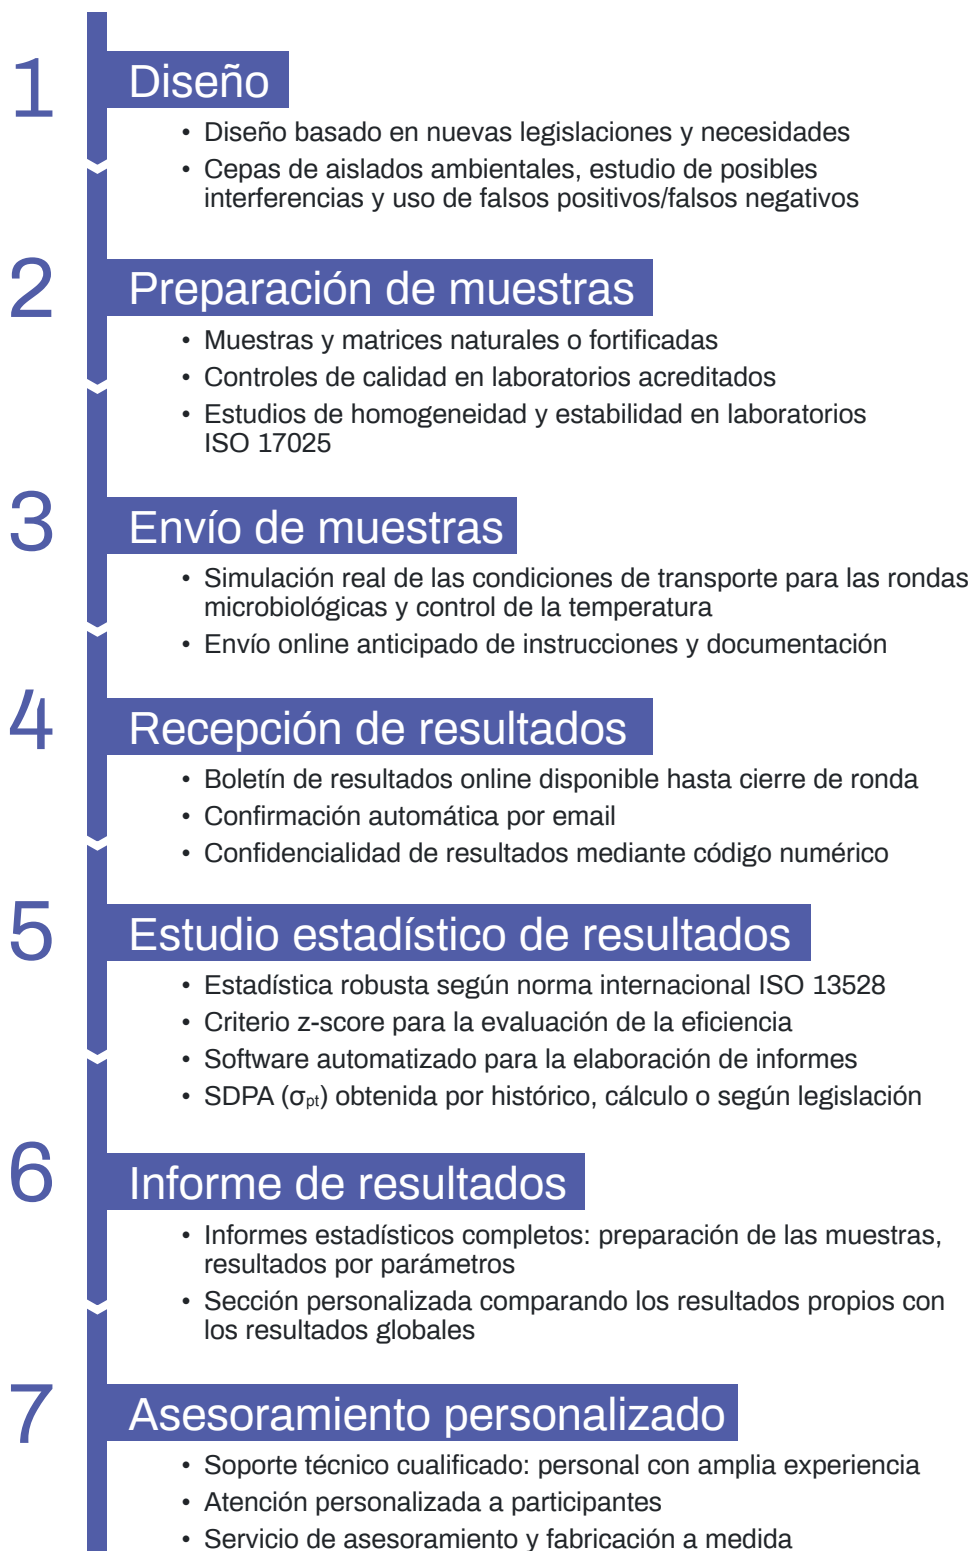 1
Diseño
• Diseño basado en nuevas legislaciones y necesidades
• Cepas de aislados ambientales, estudio de posibles
interferencias y uso de falsos positivos/falsos negativos
2
Preparación de muestras
• Muestras y matrices naturales o fortificadas
• Controles de calidad en laboratorios acreditados
• Estudios de homogeneidad y estabilidad en laboratorios
ISO 17025
3
Envío de muestras
• Simulación real de las condiciones de transporte para las rondas
microbiológicas y control de la temperatura
• Envío online anticipado de instrucciones y documentación
4
Recepción de resultados
• Boletín de resultados online disponible hasta cierre de ronda
• Confirmación automática por email
• Confidencialidad de resultados mediante código numérico
5
Estudio estadístico de resultados
• Estadística robusta según norma internacional ISO 13528
• Criterio z-score para la evaluación de la eficiencia
• Software automatizado para la elaboración de informes
• SDPA (σpt) obtenida por histórico, cálculo o según legislación
6
Informe de resultados
• Informes estadísticos completos: preparación de las muestras,
resultados por parámetros
• Sección personalizada comparando los resultados propios con
los resultados globales
7
Asesoramiento personalizado
• Soporte técnico cualificado: personal con amplia experiencia
• Atención personalizada a participantes
• Servicio de asesoramiento y fabricación a medida